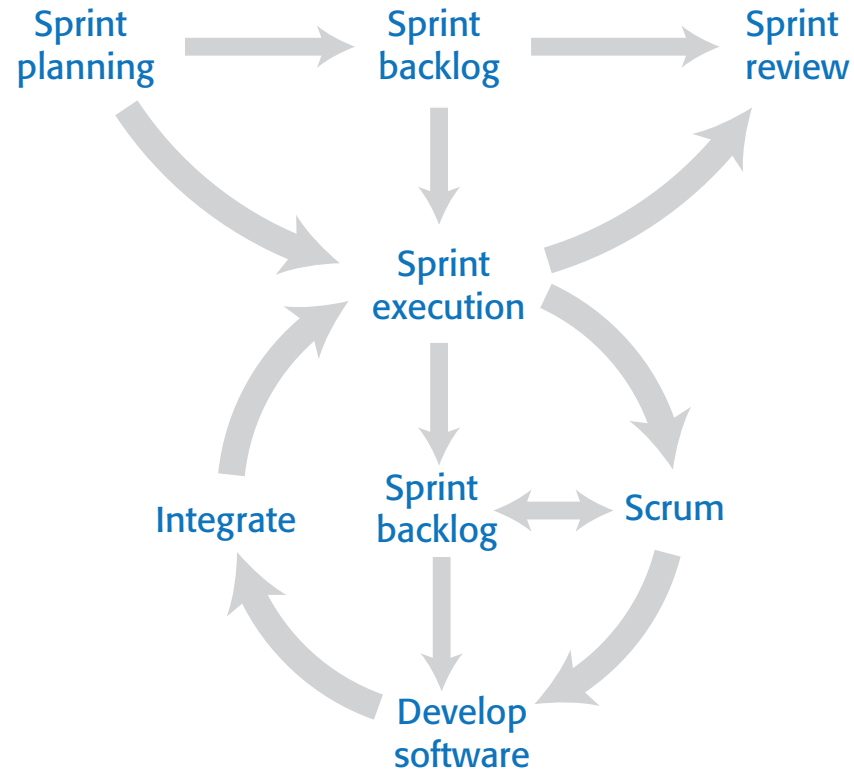 Sprint
planning
Sprint
backlog
Sprint
review
Sprint
execution
Integrate
Sprint
backlog
Scrum
Develop
software